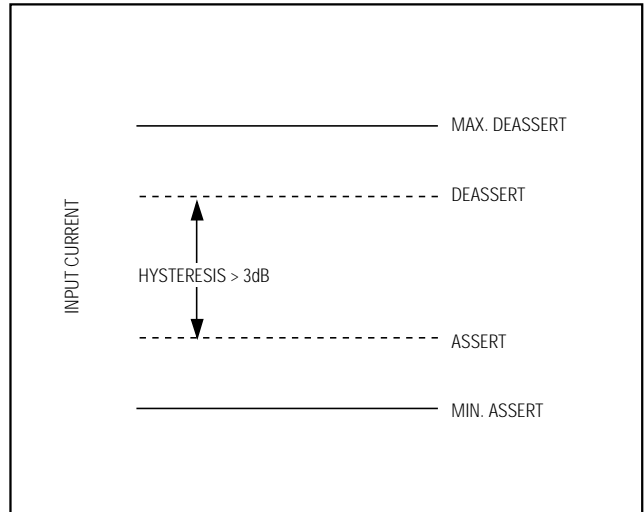 MAX. DEASSERT
DEASSERT
INPUT CURRENT
HYSTERESIS > 3dB
ASSERT
MIN. ASSERT